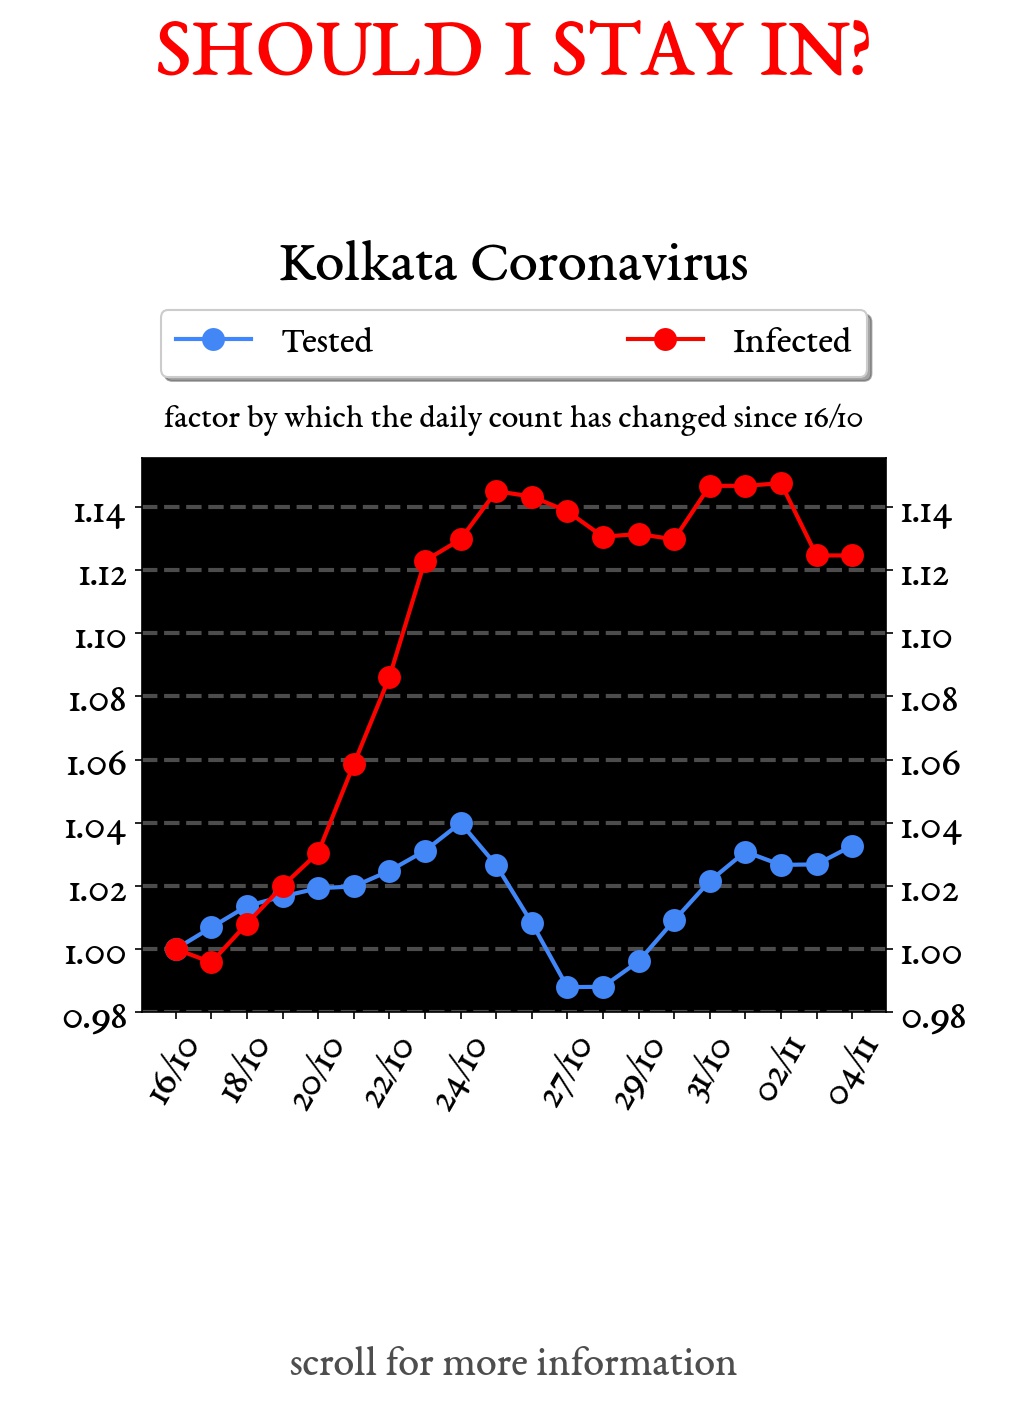 SHOULD I STAY IN?
Kolkata Coronavirus
Tested Infected
factor by which the daily count has changed since 16/10
1.14 1.14
1.12 1.12
1.10 1.10
1.08 1.08
1.06 1.06
1.04 1.04
1.02 1.02
1.00 1.00
0.98 0.98
16/10 18/10 20/10 22/10 24/10 27/10 29/10 31/10 02/11 04/11
scroll for more information